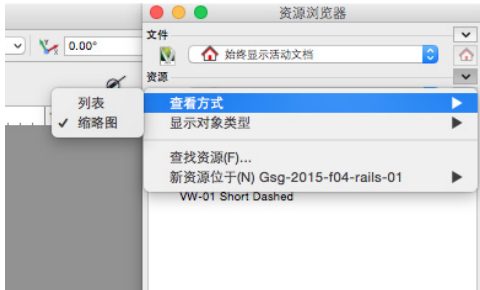 资源浏览器
文件
0.00°
始终显示活动文档
资源
列表
✓ 缩略图
查看方式
显示对象类型
查找资源(F)...
新资源位于(N) Gsg-2015-f04-rails-01
VW-01 Short Dashed